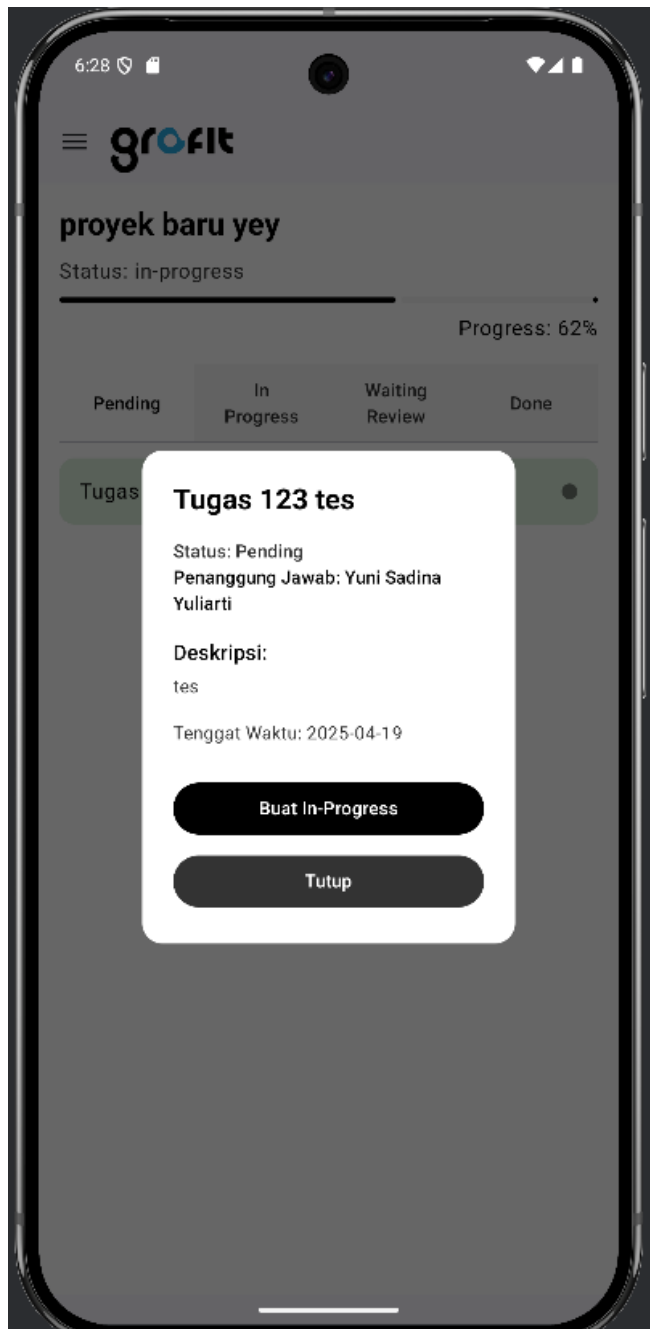 6:28
grofit
proyek baru yey
Status: in-progress
Progress: 62%
Pending
In
Progress
Waiting
Review
Done
Tugas
Tugas 123 tes
Status: Pending
Penanggung Jawab: Yuni Sadina
Yuliarti
Deskripsi:
tes
Tenggat Waktu: 2025-04-19
Buat In-Progress
Tutup